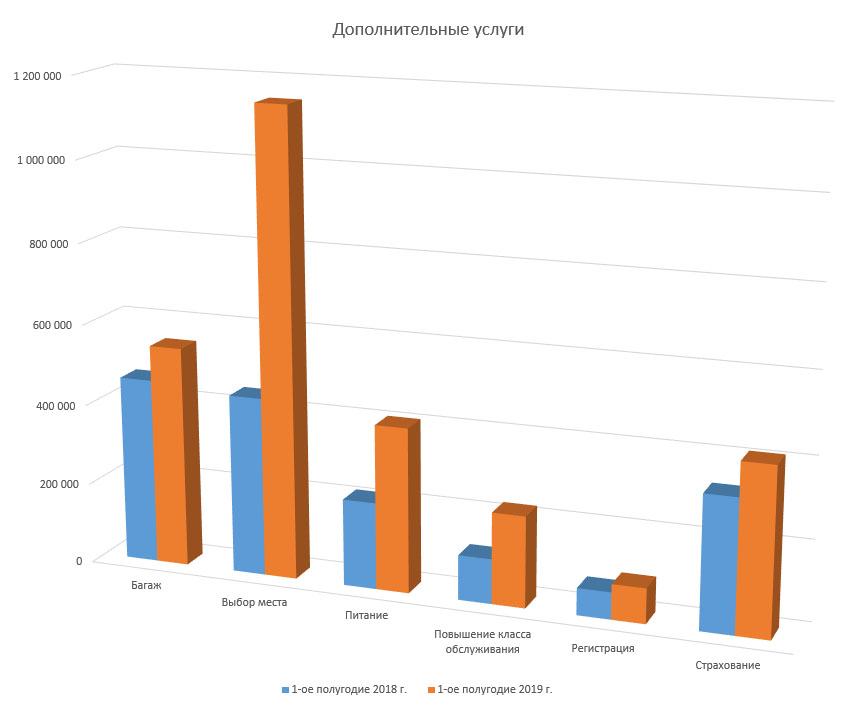 Дополнительные услуги
1 200 000
1 000 000
800 000
600 000
400 000
200 000
0
Багаж
Выбор места
Питание
Повышение класса
обслуживания
Регистрация
Страхование
1-ое полугодие 2018 г.
1-ое полугодие 2019 г.